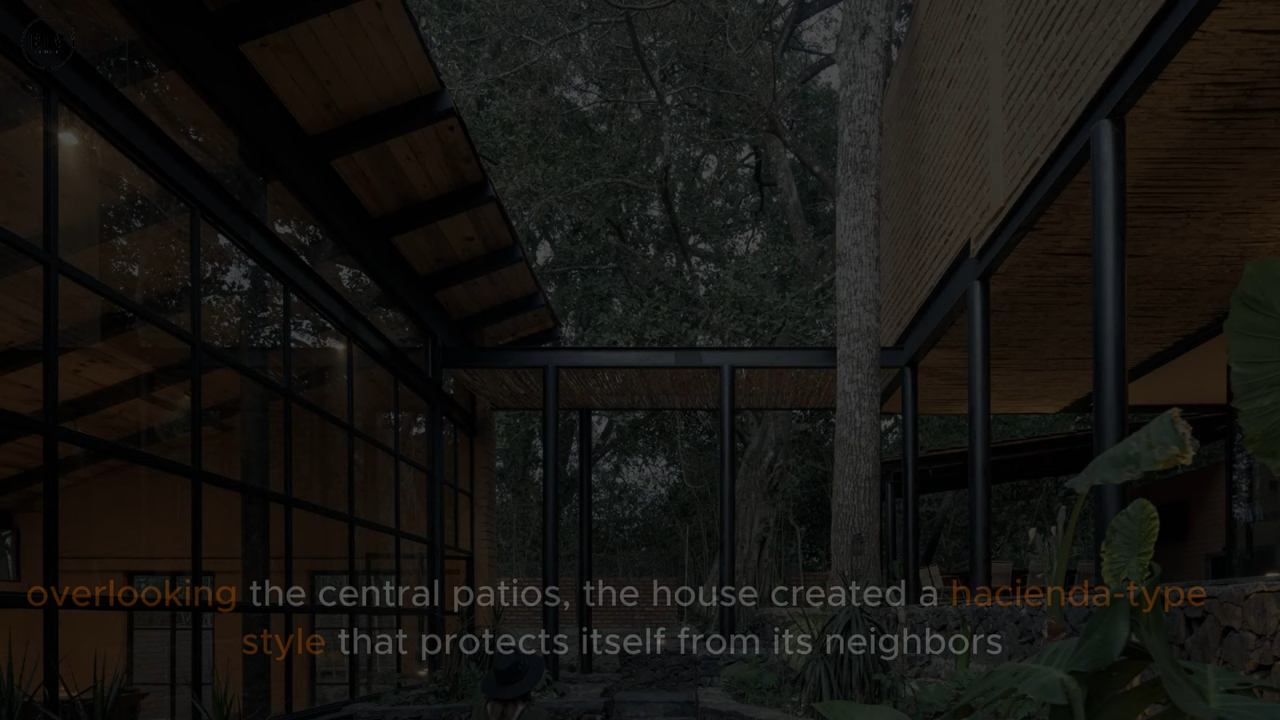 overlooking the central patios, the house created a hacienda-type
style that protects itself from its neighbors